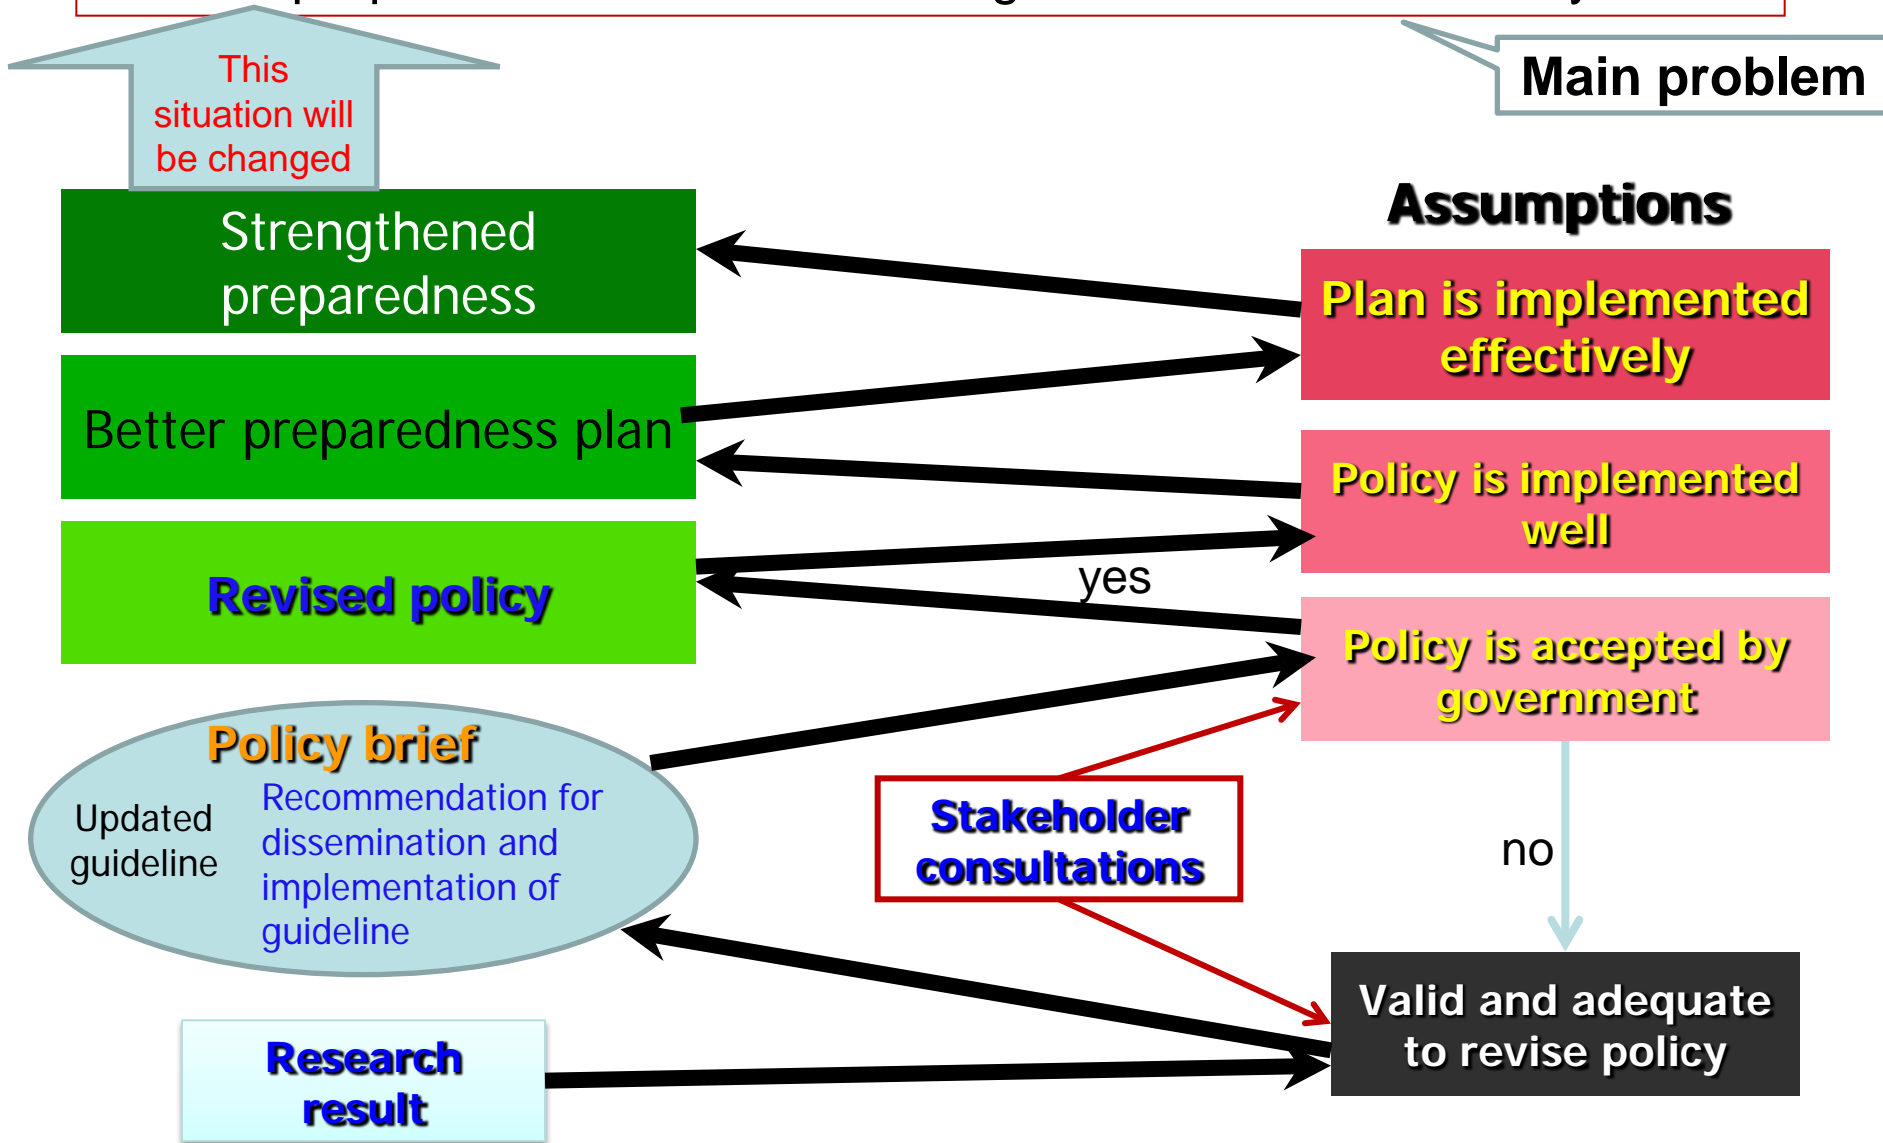 This
situation will
be changed
Main problem
Strengthened
preparedness
Assumptions
Plan is implemented
effectively
Better preparedness plan
Policy is implemented
well
Revised policy
yes
Policy is accepted by
government
Policy brief
Updated
guideline
Recommendation for
dissemination and
implementation of
guideline
Stakeholder
consultations
no
Valid and adequate
to revise policy
Research
result